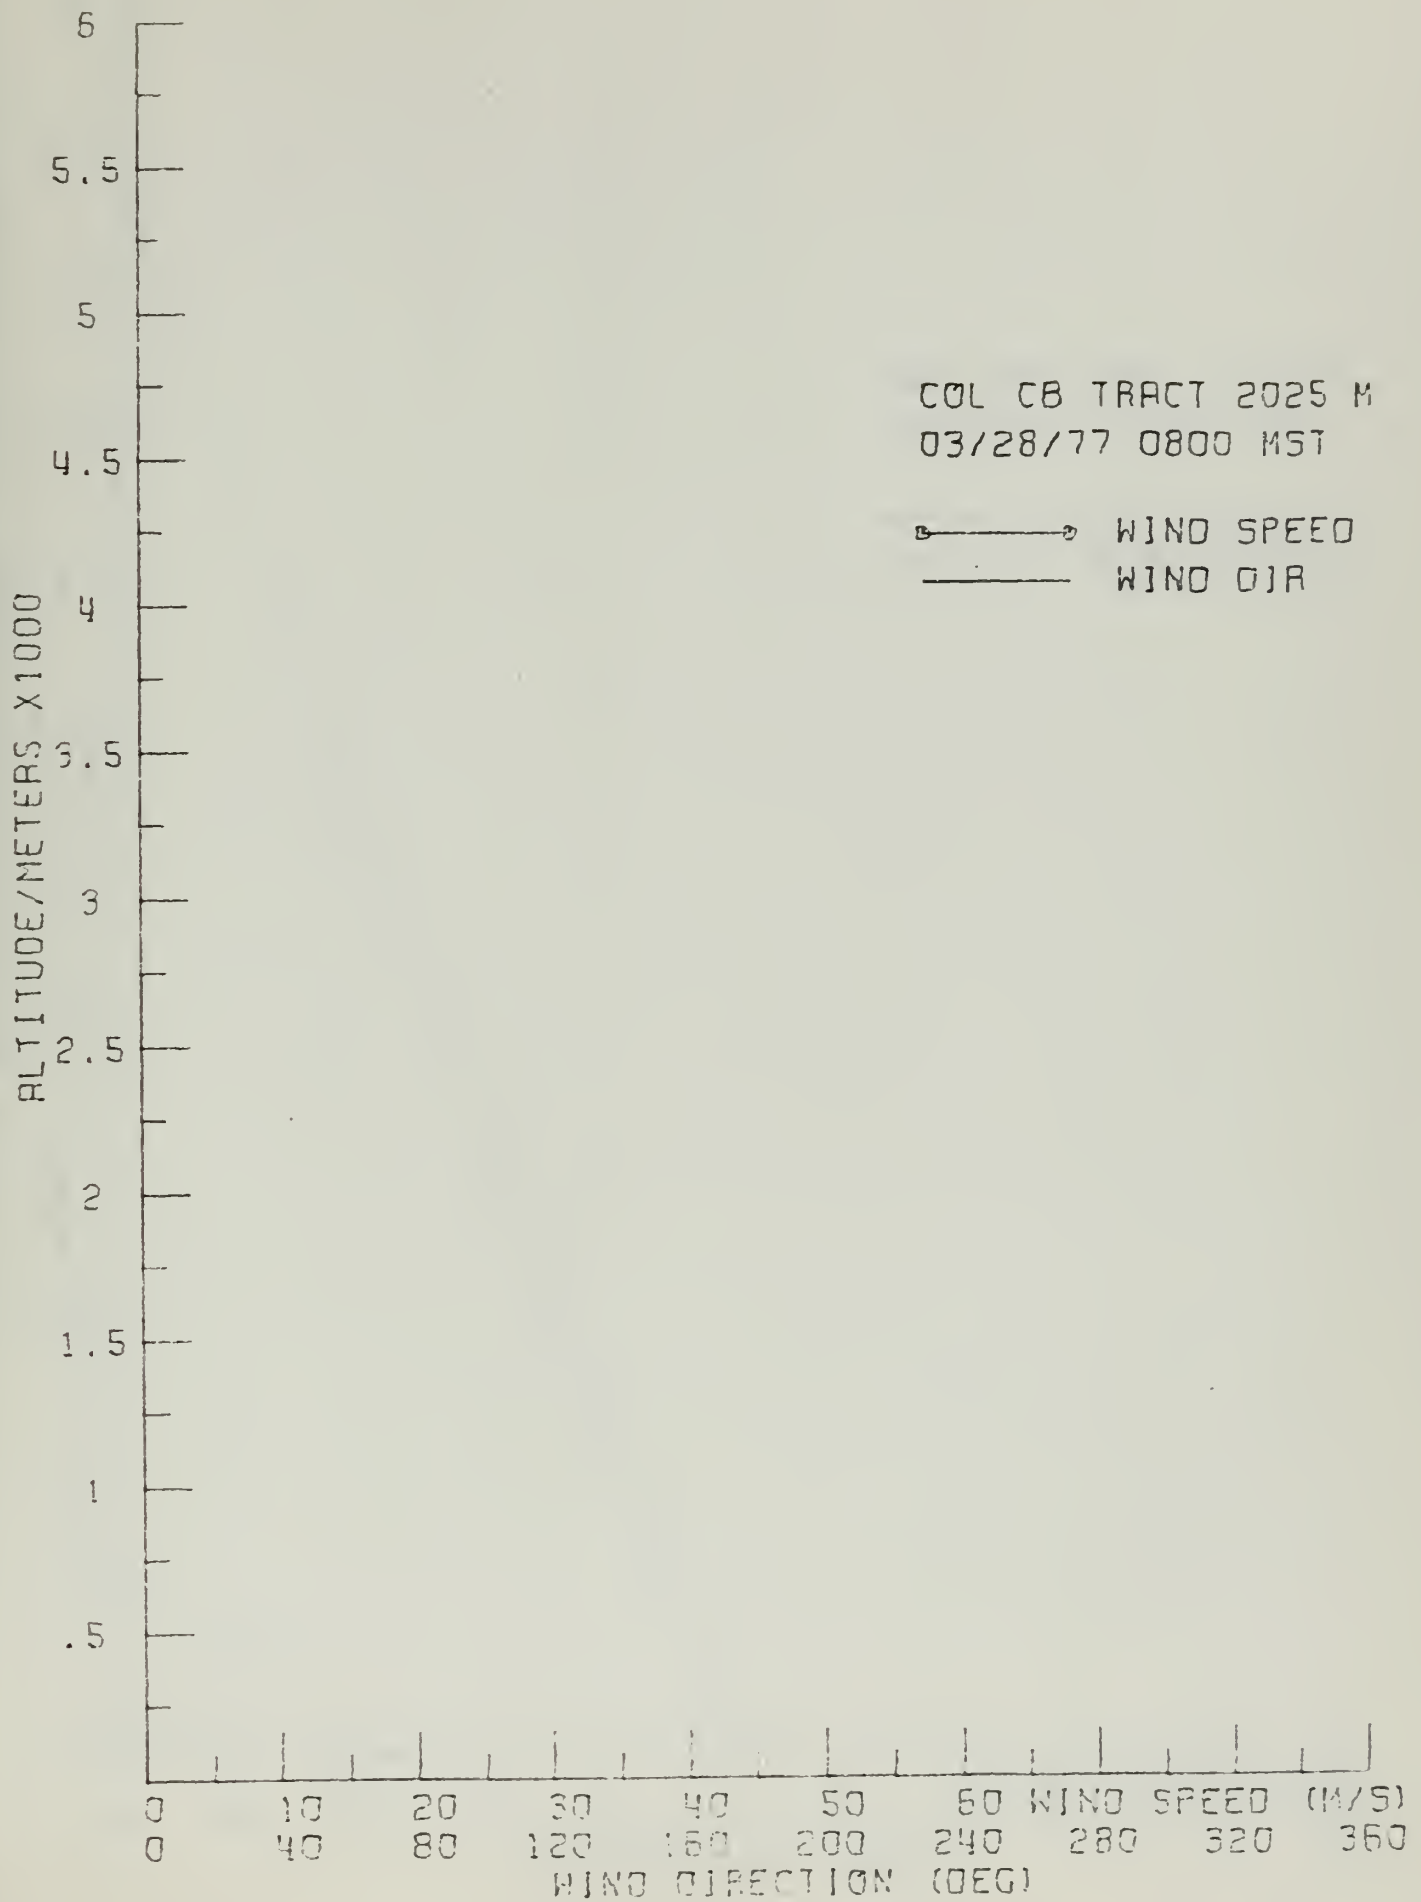 6
5.5
5
COL CB TRACT 2025 M
03/28/77 0800 MST
4.5
WIND SPEED
WIND DIR
4
ALTITUDE/METERS X1000
3.5
3
2.5
2
1.5
1
.5
0 10 20 30 40 50 60 WIND SPEED (M/S)
0 40 80 120 160 200 240 280 320 360
WIND DIRECTION (DEG)